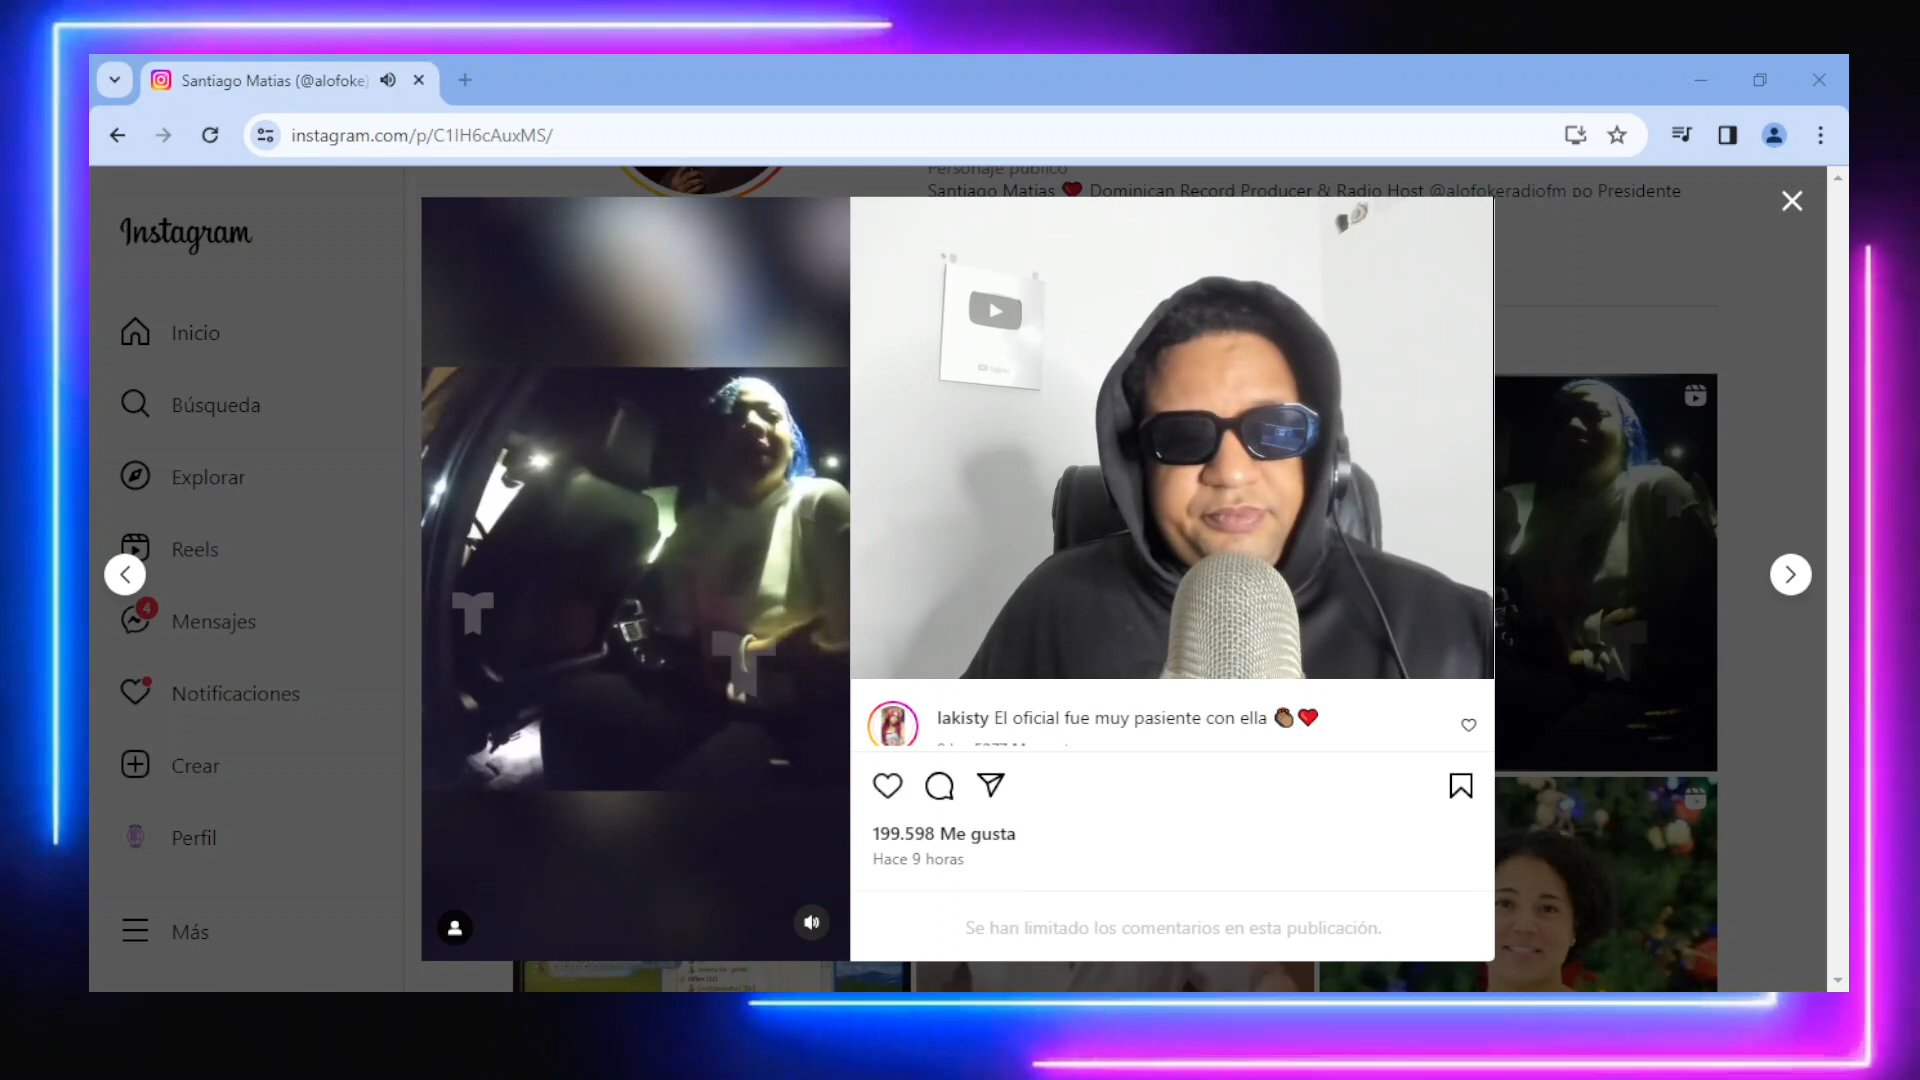 Santiago Matias (@alofoke)
instagram.com/p/C1IH6cAuxMS/
Personaje público
Santiago Matias ❤️ Dominican Record Producer & Radio Host @alofokeradiofm po Presidente
Instagram
Inicio
Búsqueda
Explorar
Reels
4
Mensajes
Notificaciones
Crear
Perfil
Más
T
T
lakisty El oficial fue muy pasiente con ella 👏🏾❤️
199.598 Me gusta
Hace 9 horas
Se han limitado los comentarios en esta publicación.